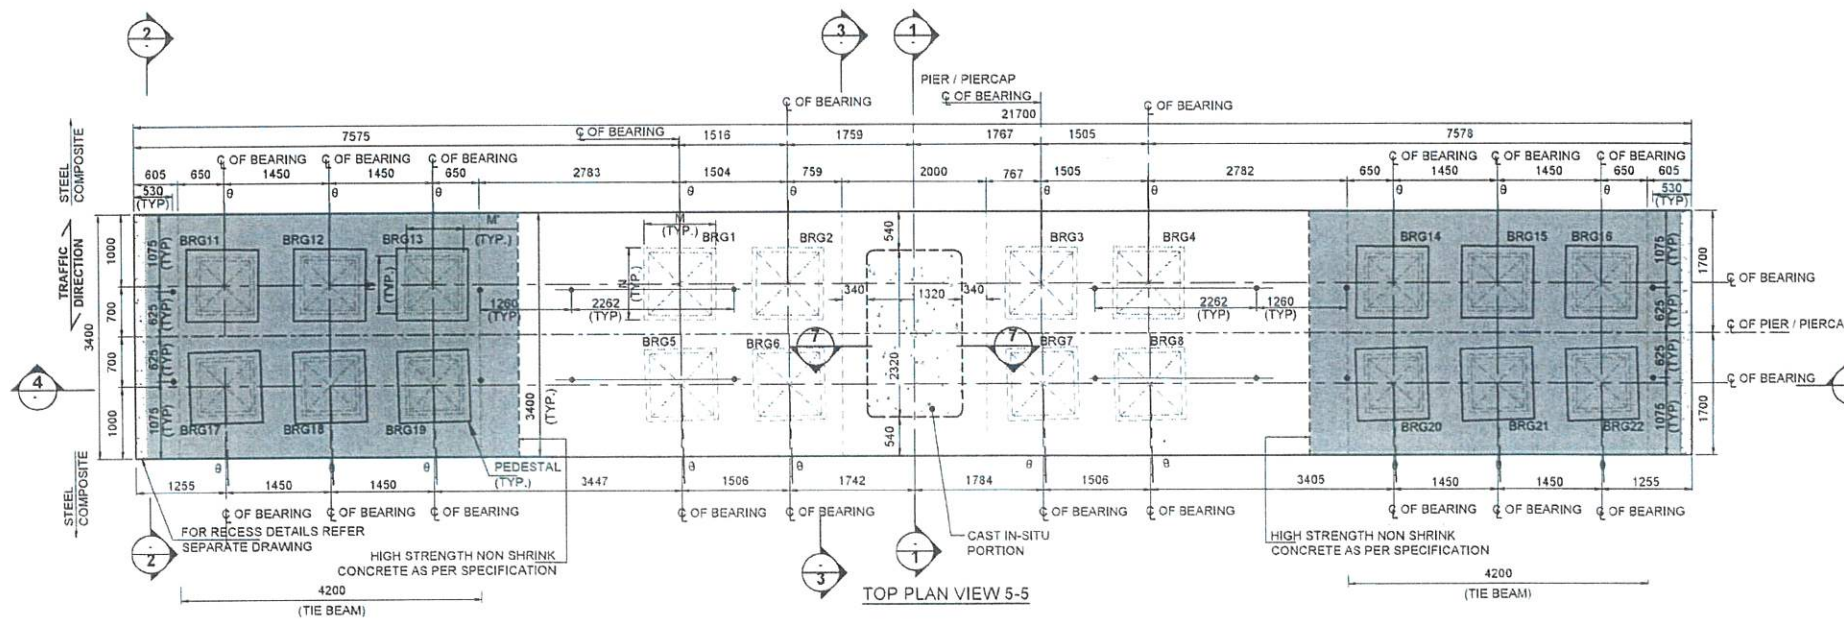 2
-
3
-
1
-
PIER / PIERCAP
℄ OF BEARING
℄ OF BEARING
℄ OF BEARING
21700
7575
℄ OF BEARING
1516
1759
1767
1505
7578
STEEL
COMPOSITE
℄ OF BEARING
℄ OF BEARING
℄ OF BEARING
℄ OF BEARING
℄ OF BEARING
℄ OF BEARING
605
650
1450
1450
650
2783
1504
759
2000
767
1505
2782
650
1450
1450
650
605
530
(TYP)
θ
θ
θ
θ
θ
θ
θ
θ
θ
θ
530
(TYP)
TRAFFIC
DIRECTION
3400
1000
700
700
1000
1075
(TYP)
625
(TYP)
625
(TYP)
1075
(TYP)
BRG11
BRG12
BRG13
M'
(TYP.)
N'
(TYP.)
M
(TYP.)
N
(TYP.)
BRG1
BRG2
540
BRG3
BRG4
BRG14
BRG15
BRG16
1075
(TYP)
1700
℄ OF BEARING
1260
(TYP)
2262
(TYP)
340
1320
340
2262
(TYP)
1260
(TYP)
625
(TYP)
℄ OF PIER / PIERCA
7
-
7
-
BRG5
BRG6
BRG7
BRG8
2320
625
(TYP)
4
-
℄ OF BEARING
3400
(TYP.)
540
1700
1075
(TYP)
BRG17
BRG18
BRG19
BRG20
BRG21
BRG22
PEDESTAL
(TYP.)
θ
θ
θ
θ
θ
θ
θ
1255
1450
1450
3447
1506
1742
1784
1506
3405
1450
1450
1255
STEEL
COMPOSITE
℄ OF BEARING
℄ OF BEARING
℄ OF BEARING
℄ OF BEARING
℄ OF BEARING
℄ OF BEARING
℄ OF BEARING
℄ OF BEARING
℄ OF BEARING
℄ OF BEARING
FOR RECESS DETAILS REFER
SEPARATE DRAWING
HIGH STRENGTH NON SHRINK
CONCRETE AS PER SPECIFICATION
CAST IN-SITU
PORTION
HIGH STRENGTH NON SHRINK
CONCRETE AS PER SPECIFICATION
-
2
-
3
-
1
4200
(TIE BEAM)
TOP PLAN VIEW 5-5
4200
(TIE BEAM)